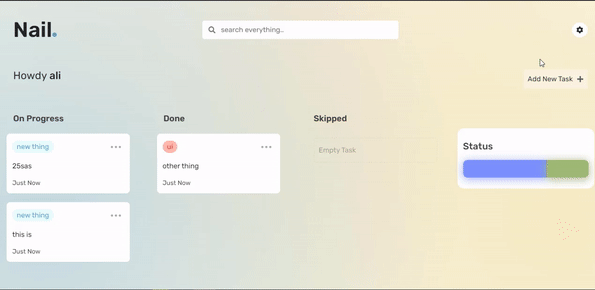 Nail.
search everything..
Howdy ali
Add New Task +
On Progress
Done
Skipped
new thing
25sas
Just Now
ui
other thing
Just Now
Empty Task
Status
new thing
this is
Just Now